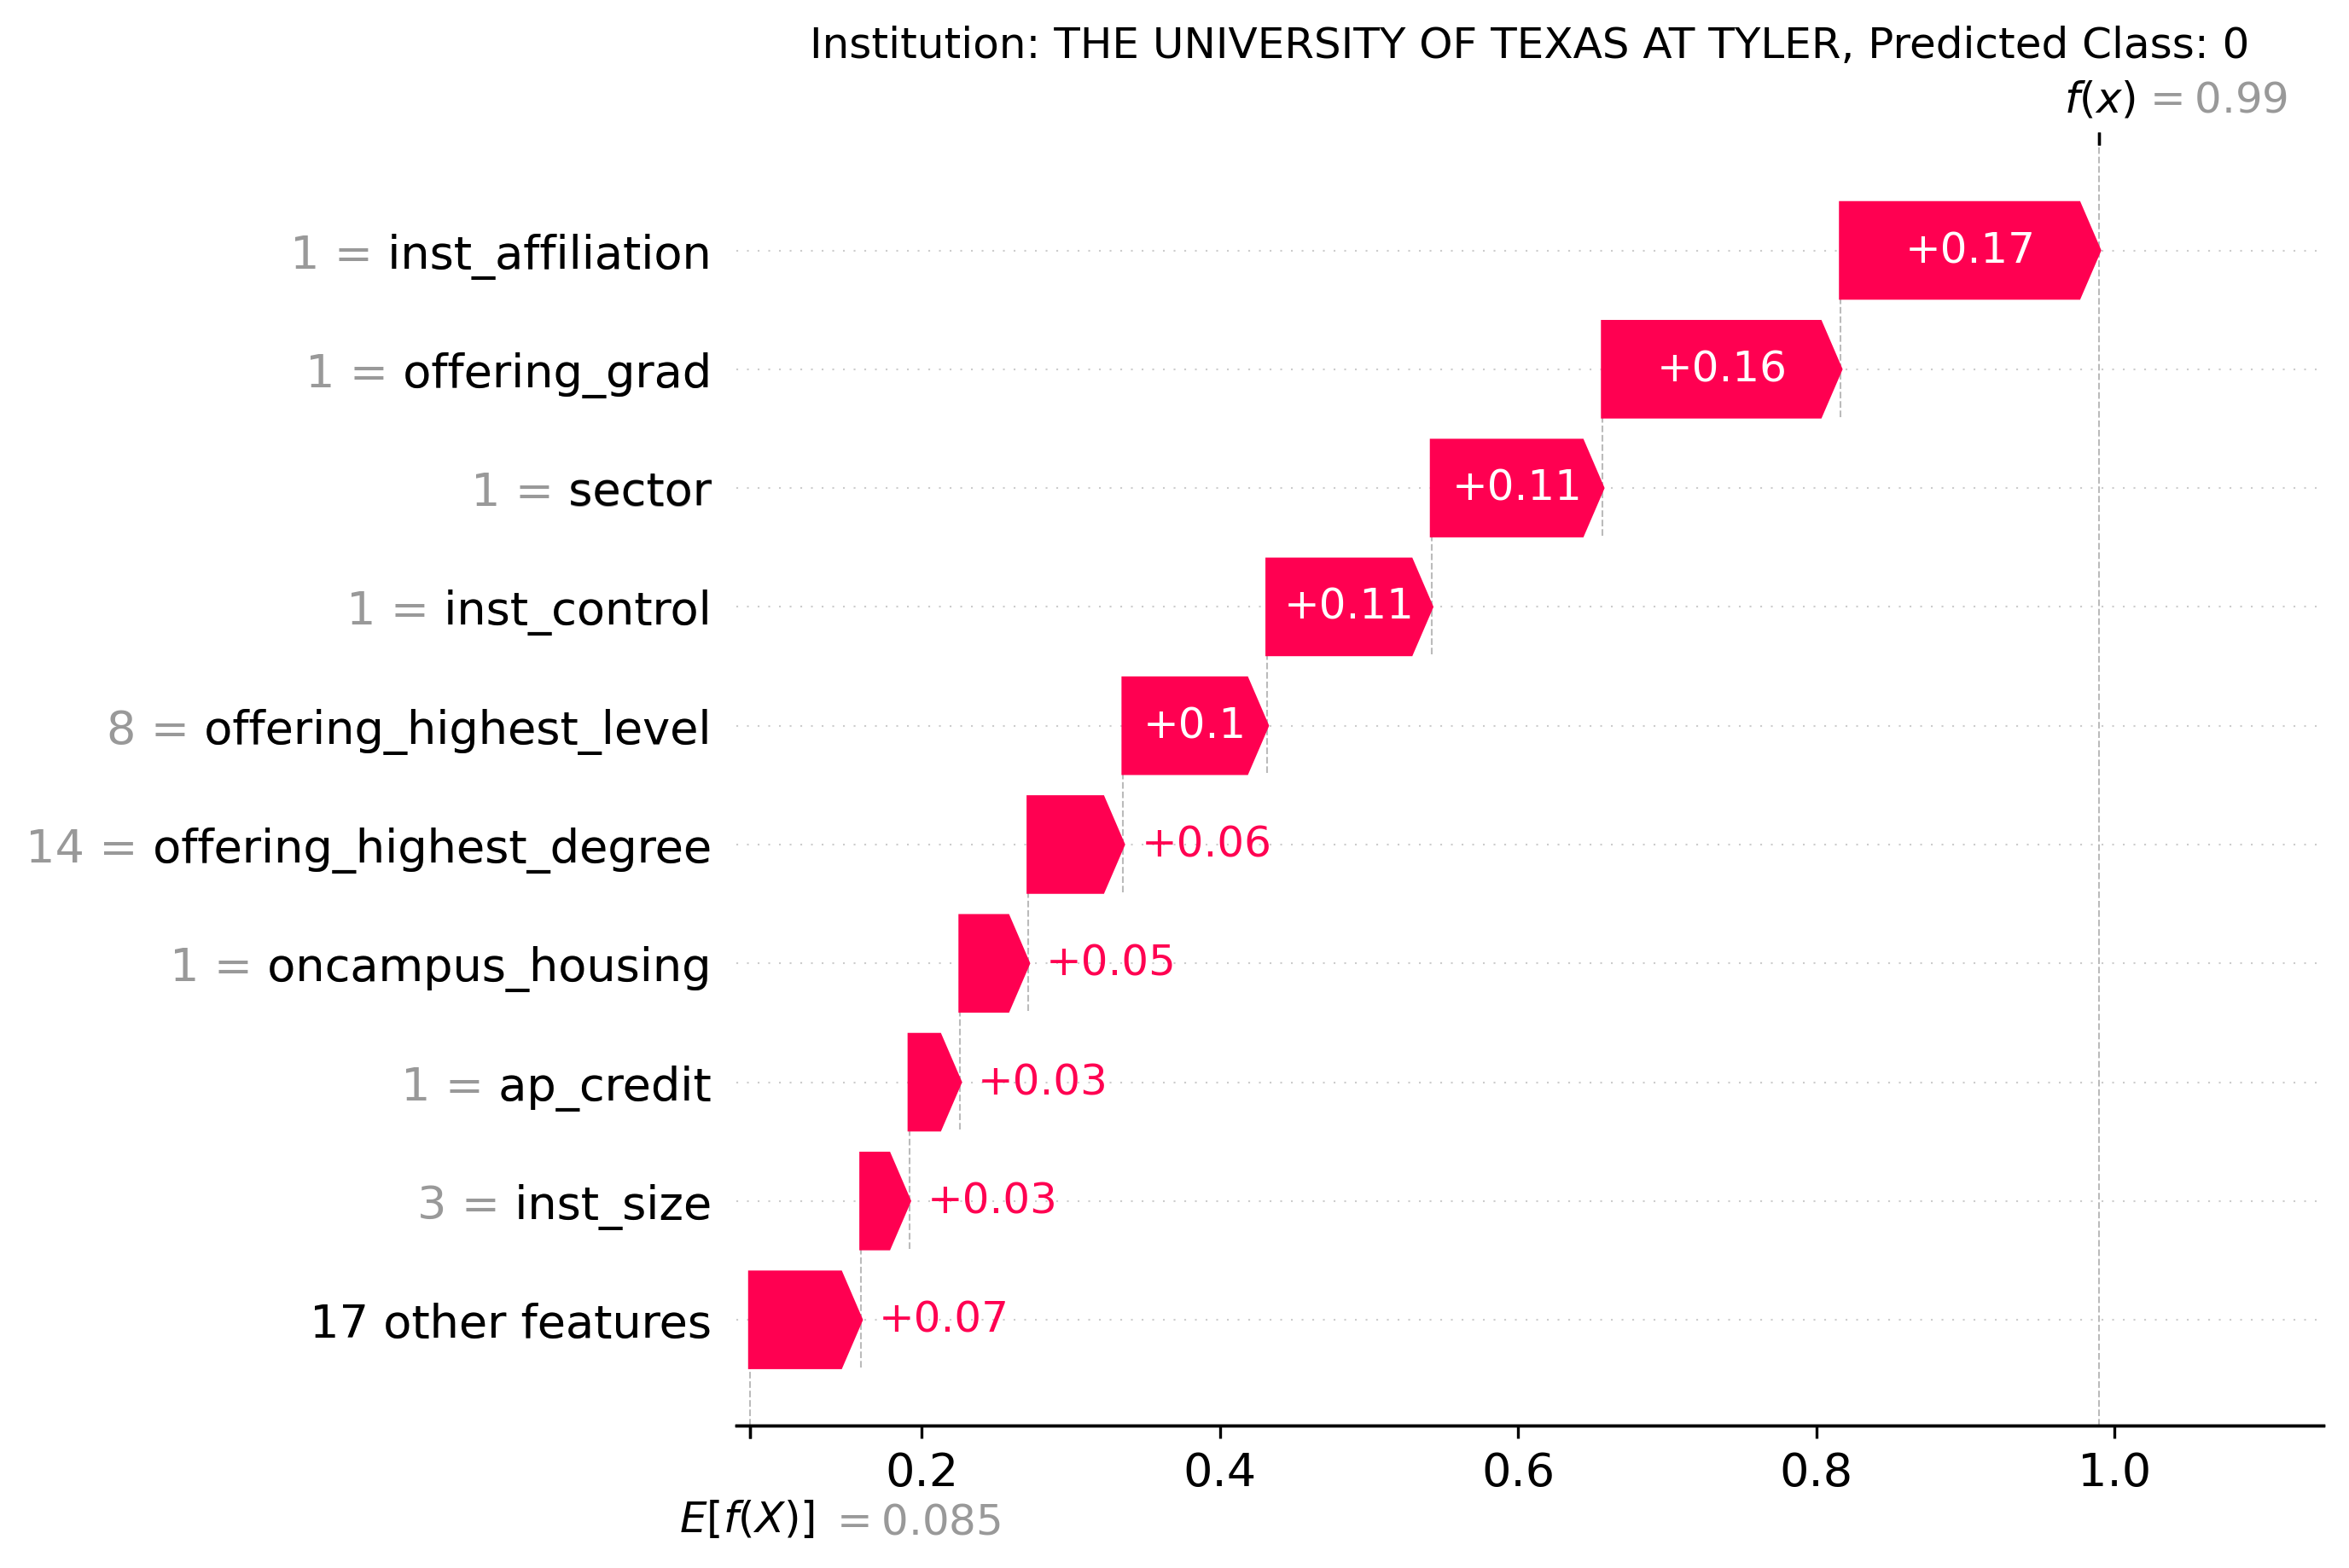 Institution: THE UNIVERSITY OF TEXAS AT TYLER, Predicted Class: 0
f(x) = 0.99
1 = inst_affiliation +0.17
1 = offering_grad +0.16
1 = sector +0.11
1 = inst_control +0.11
8 = offering_highest_level +0.1
14 = offering_highest_degree +0.06
1 = oncampus_housing +0.05
1 = ap_credit +0.03
3 = inst_size +0.03
17 other features +0.07
0.2 0.4 0.6 0.8 1.0
E[f(X)] = 0.085